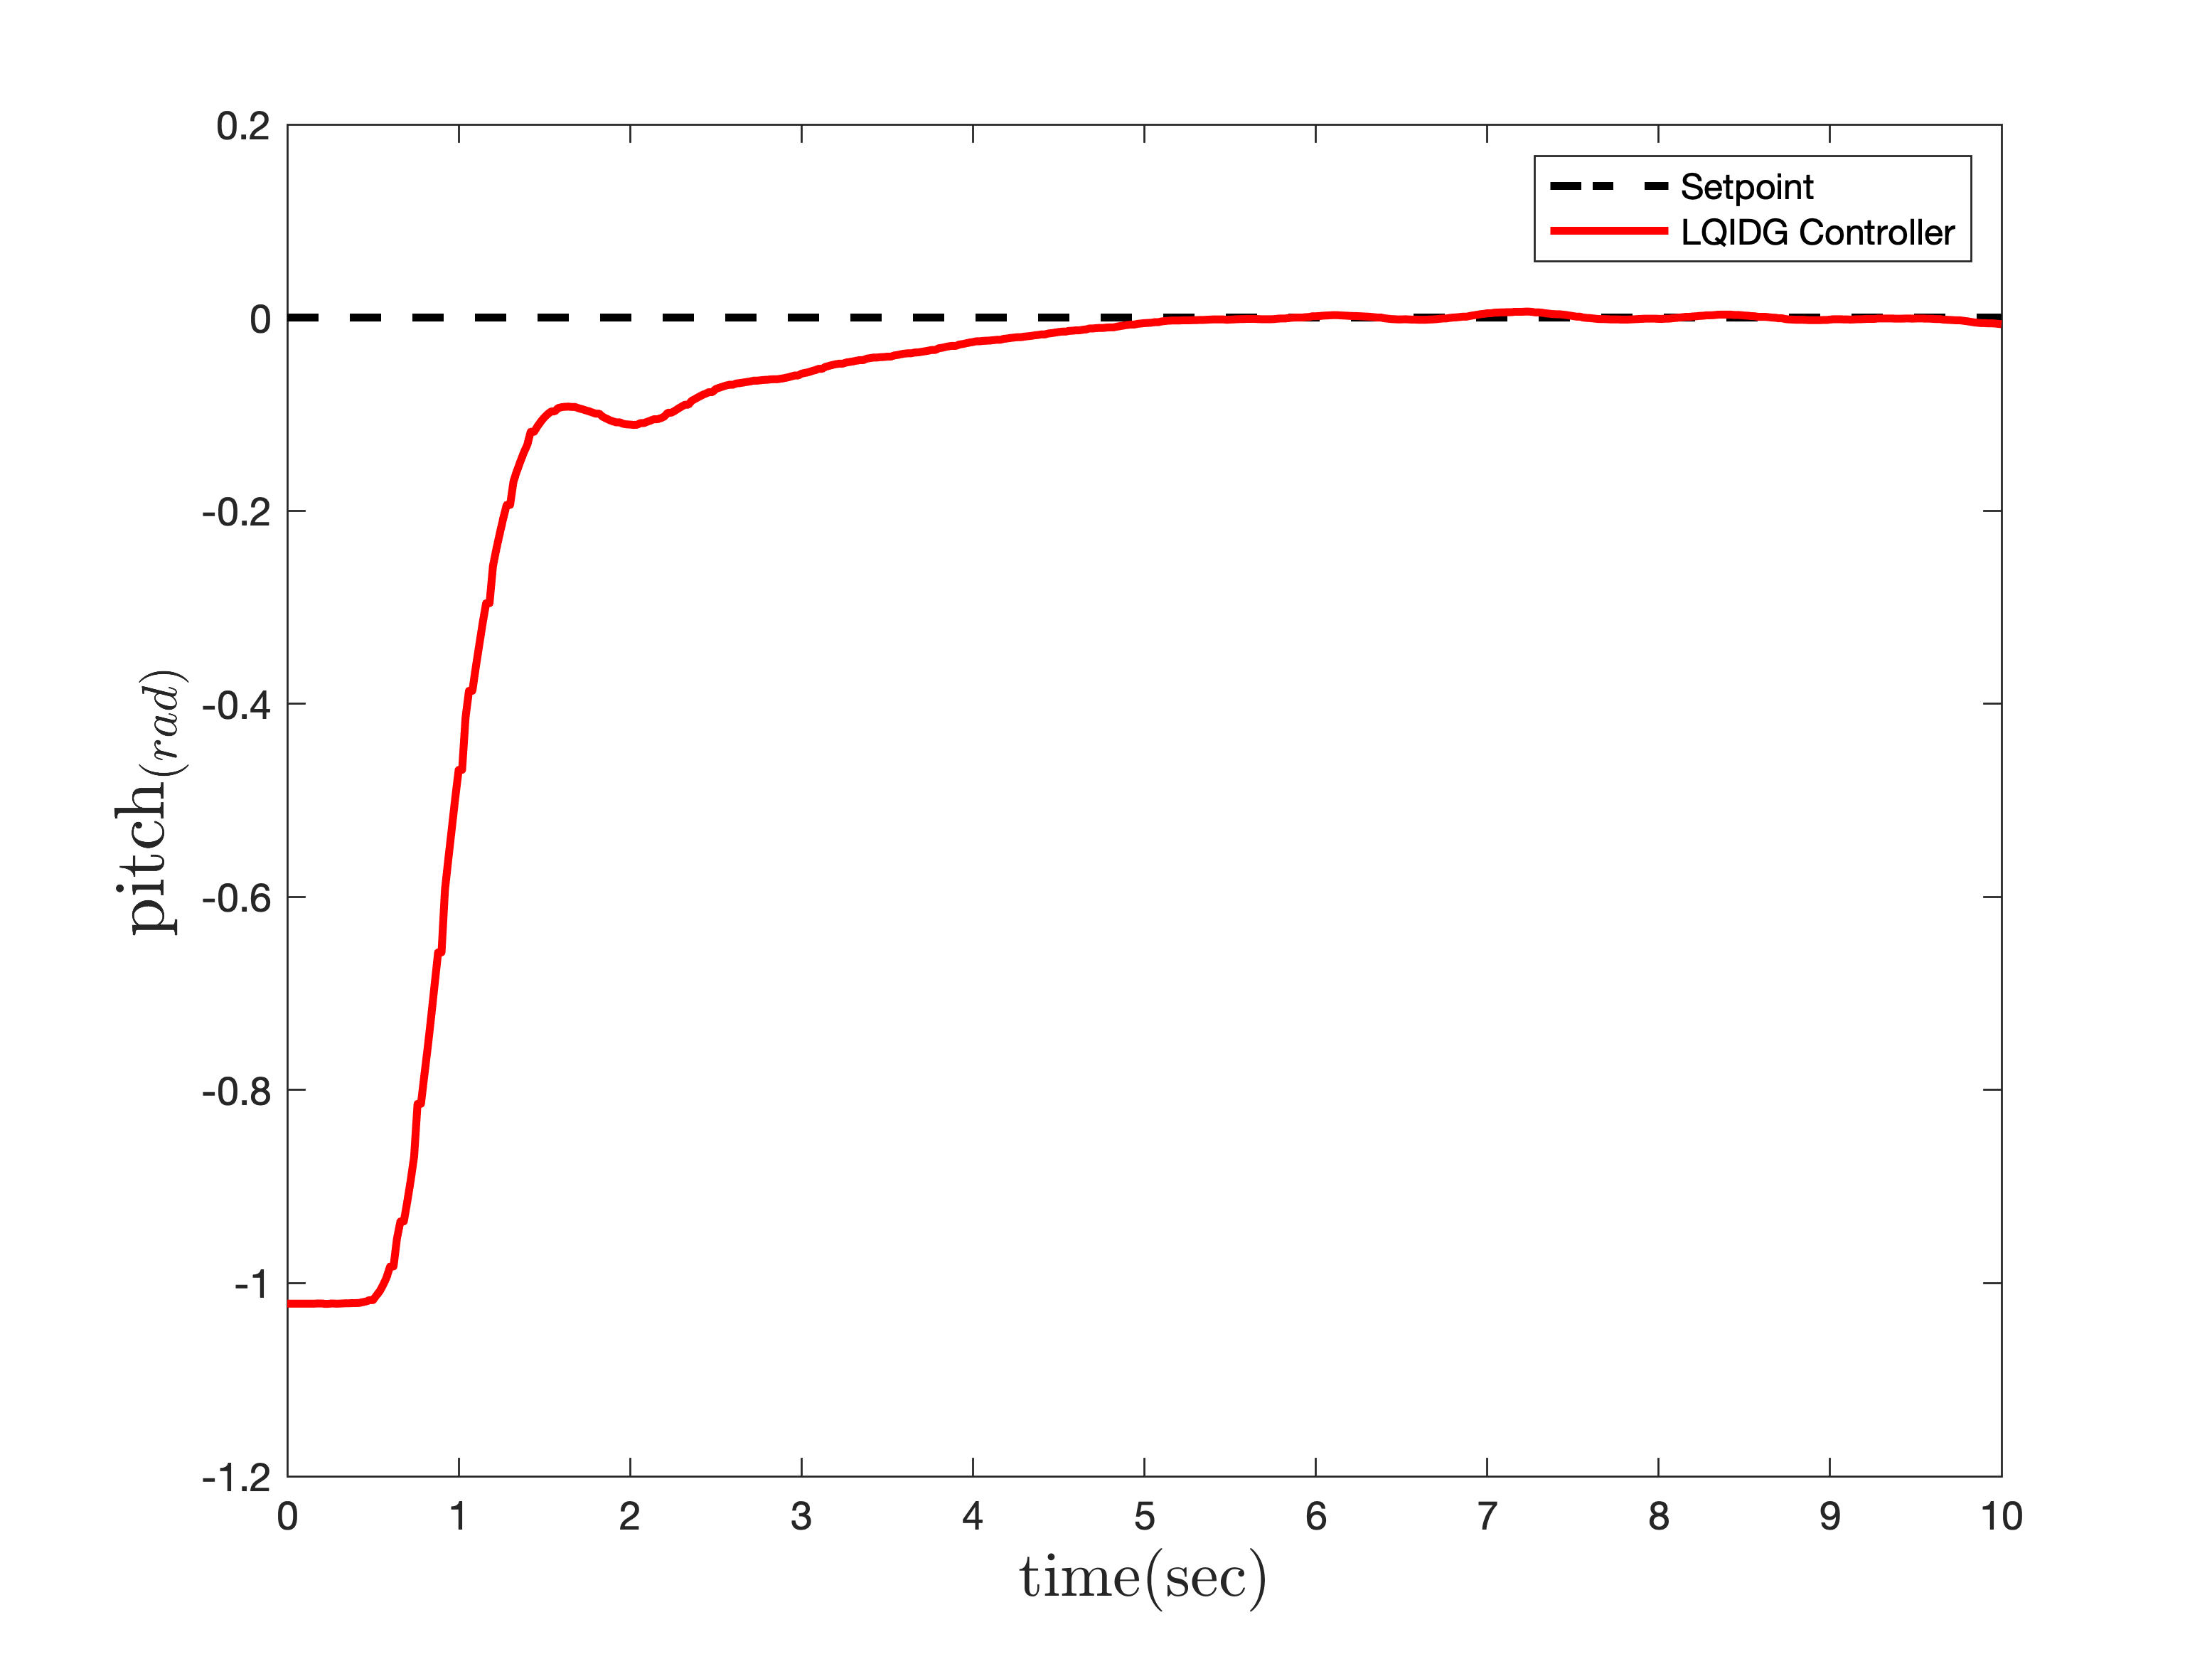 0.2
0
-0.2
-0.4
-0.6
-0.8
-1
-1.2
pitch(rad)
Setpoint
LQIDG Controller
0 1 2 3 4 5 6 7 8 9 10
time(sec)